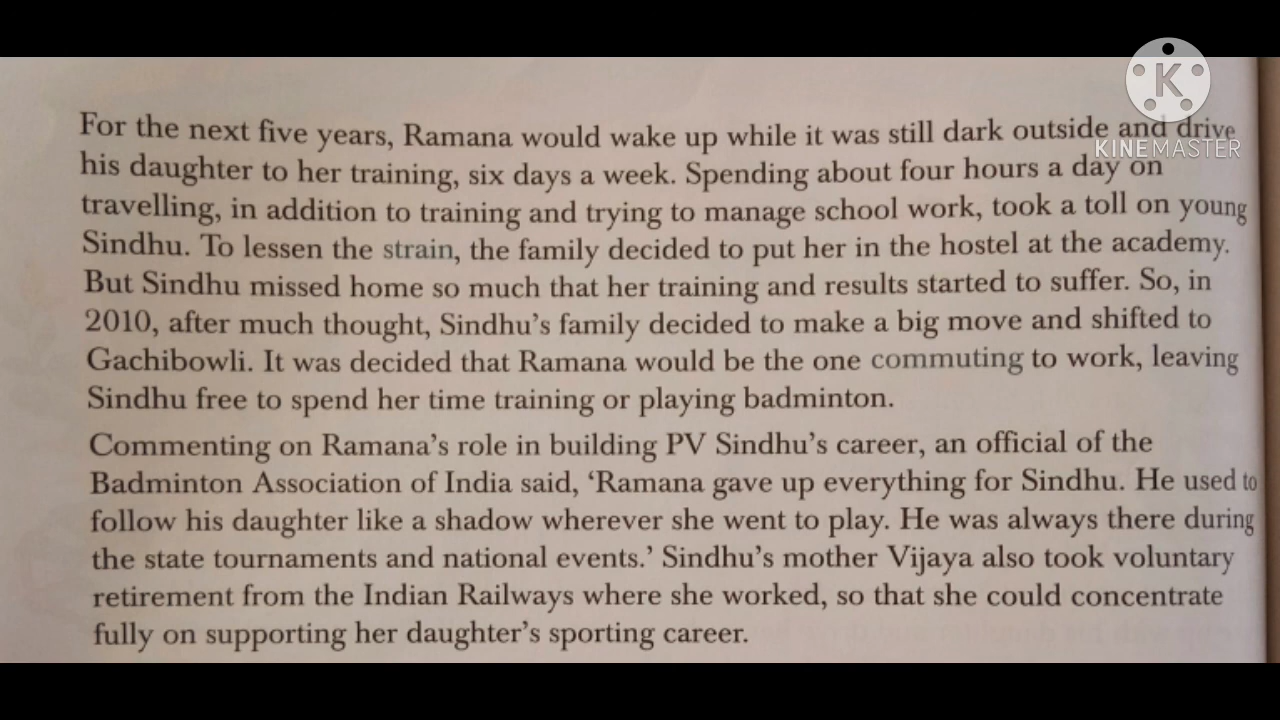 For the next five years, Ramana would wake up while it was still dark outside and drive
his daughter to her training, six days a week. Spending about four hours a day on
travelling, in addition to training and trying to manage school work, took a toll on young
Sindhu. To lessen the strain, the family decided to put her in the hostel at the academy.
But Sindhu missed home so much that her training and results started to suffer. So, in
2010, after much thought, Sindhu's family decided to make a big move and shifted to
Gachibowli. It was decided that Ramana would be the one commuting to work, leaving
Sindhu free to spend her time training or playing badminton.
Commenting on Ramana's role in building PV Sindhu's career, an official of the
Badminton Association of India said, ‘Ramana gave up everything for Sindhu. He used to
follow his daughter like a shadow wherever she went to play. He was always there during
the state tournaments and national events.’ Sindhu's mother Vijaya also took voluntary
retirement from the Indian Railways where she worked, so that she could concentrate
fully on supporting her daughter's sporting career.
K
KINEMASTER